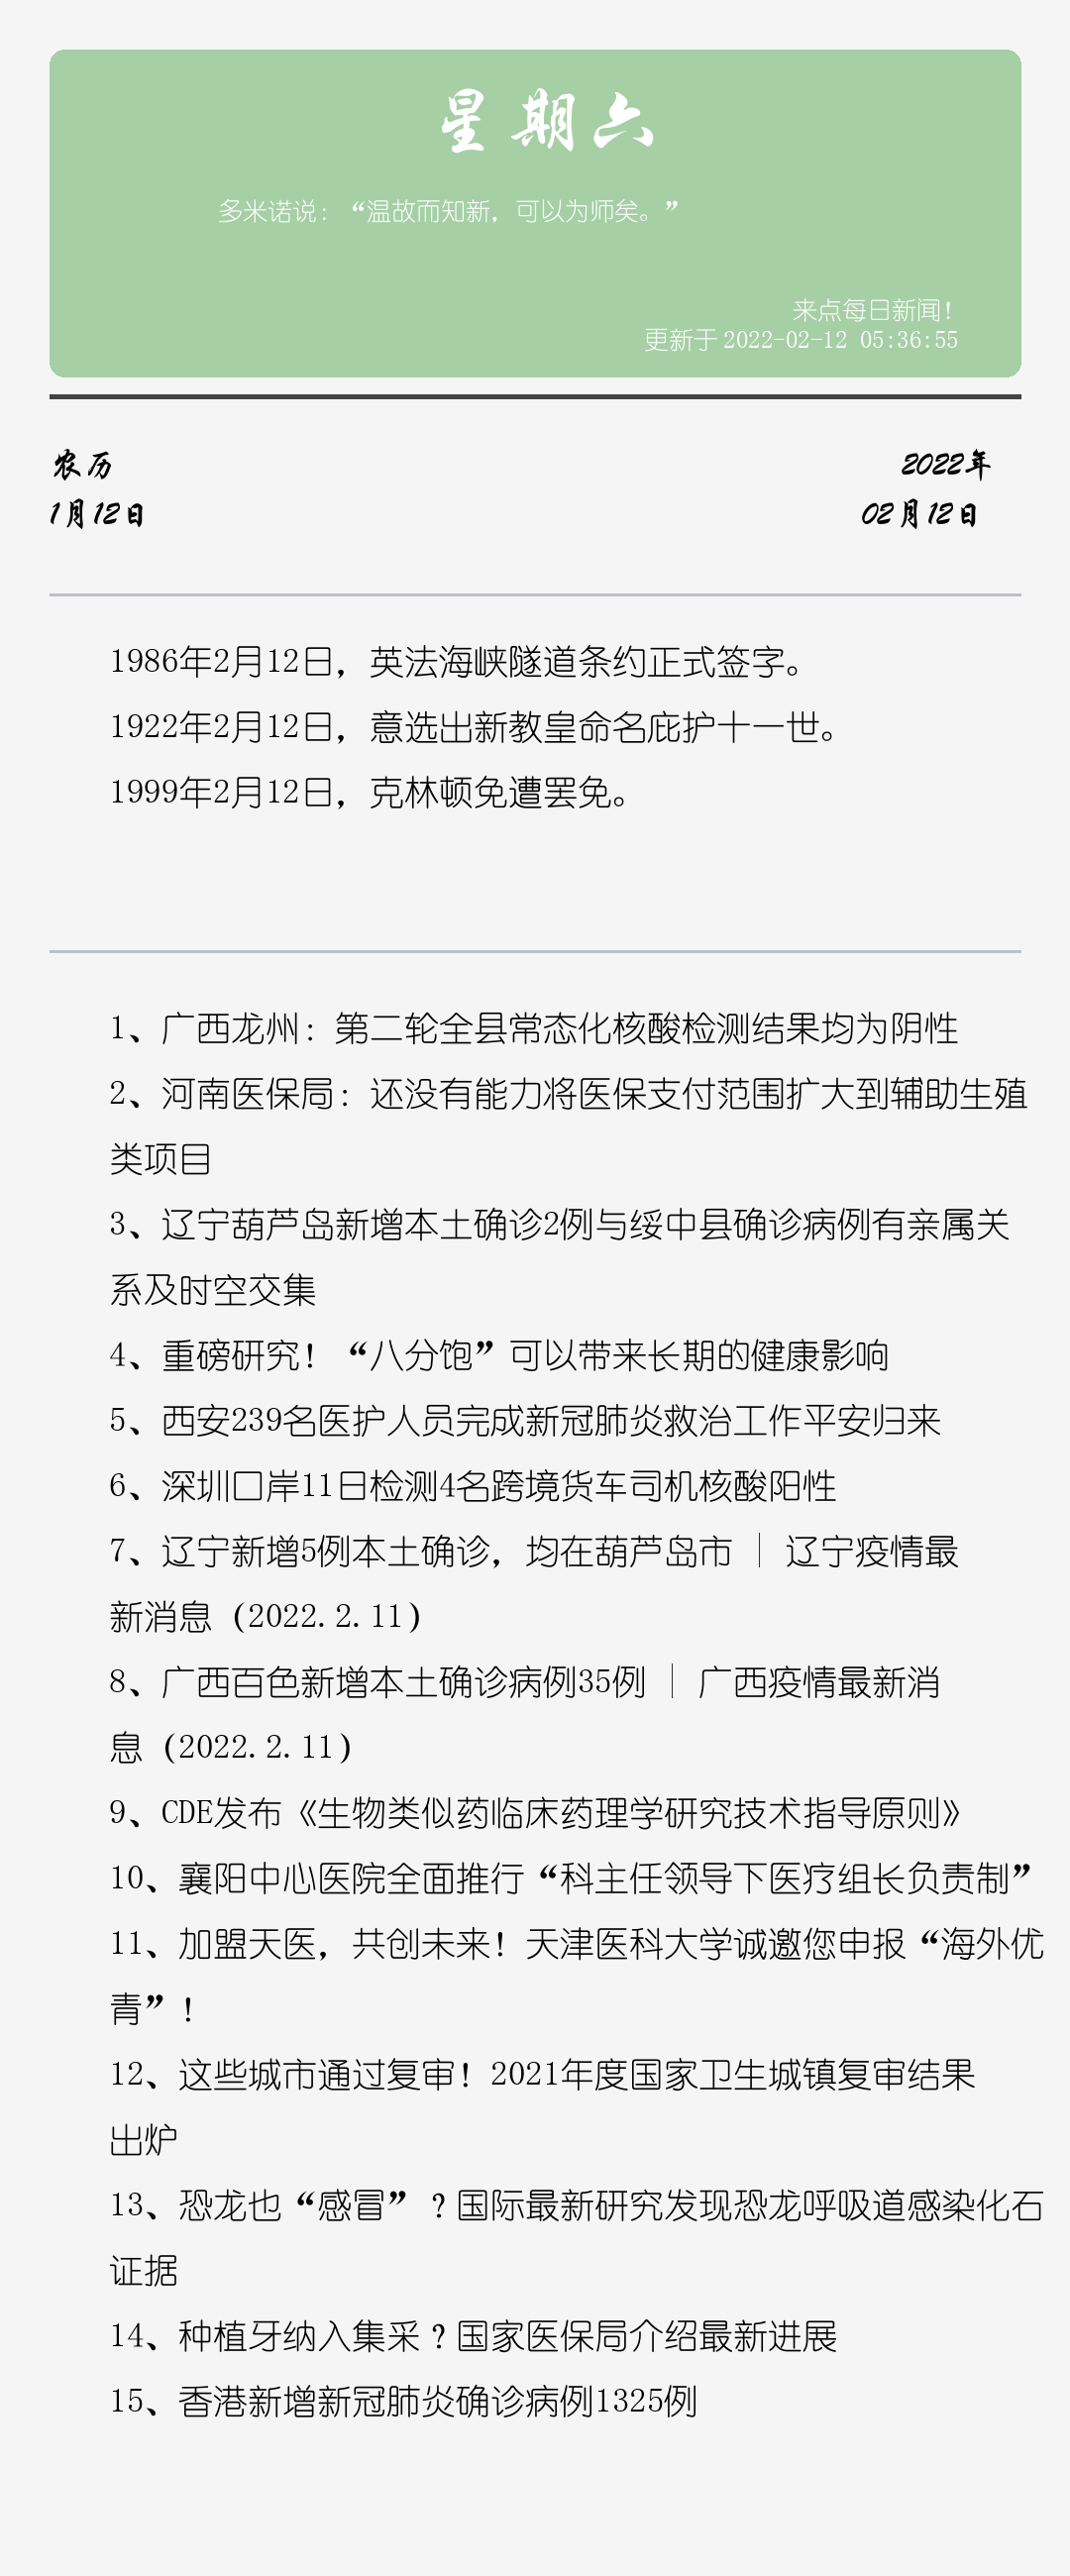 星期六
多米诺说：“温故而知新，可以为师矣。”
来点每日新闻！
更新于 2022-02-12 05:36:55
农历
1月12日
2022年
02月12日
1986年2月12日，英法海峡隧道条约正式签字。
1922年2月12日，意选出新教皇命名庇护十一世。
1999年2月12日，克林顿免遭罢免。
1、广西龙州：第二轮全县常态化核酸检测结果均为阴性
2、河南医保局：还没有能力将医保支付范围扩大到辅助生殖
类项目
3、辽宁葫芦岛新增本土确诊2例与绥中县确诊病例有亲属关
系及时空交集
4、重磅研究！“八分饱”可以带来长期的健康影响
5、西安239名医护人员完成新冠肺炎救治工作平安归来
6、深圳口岸11日检测4名跨境货车司机核酸阳性
7、辽宁新增5例本土确诊，均在葫芦岛市｜辽宁疫情最
新消息（2022.2.11）
8、广西百色新增本土确诊病例35例｜广西疫情最新消
息（2022.2.11）
9、CDE发布《生物类似药临床药理学研究技术指导原则》
10、襄阳中心医院全面推行“科主任领导下医疗组长负责制”
11、加盟天医，共创未来！天津医科大学诚邀您申报“海外优
青”！
12、这些城市通过复审！2021年度国家卫生城镇复审结果
出炉
13、恐龙也“感冒”？国际最新研究发现恐龙呼吸道感染化石
证据
14、种植牙纳入集采？国家医保局介绍最新进展
15、香港新增新冠肺炎确诊病例1325例